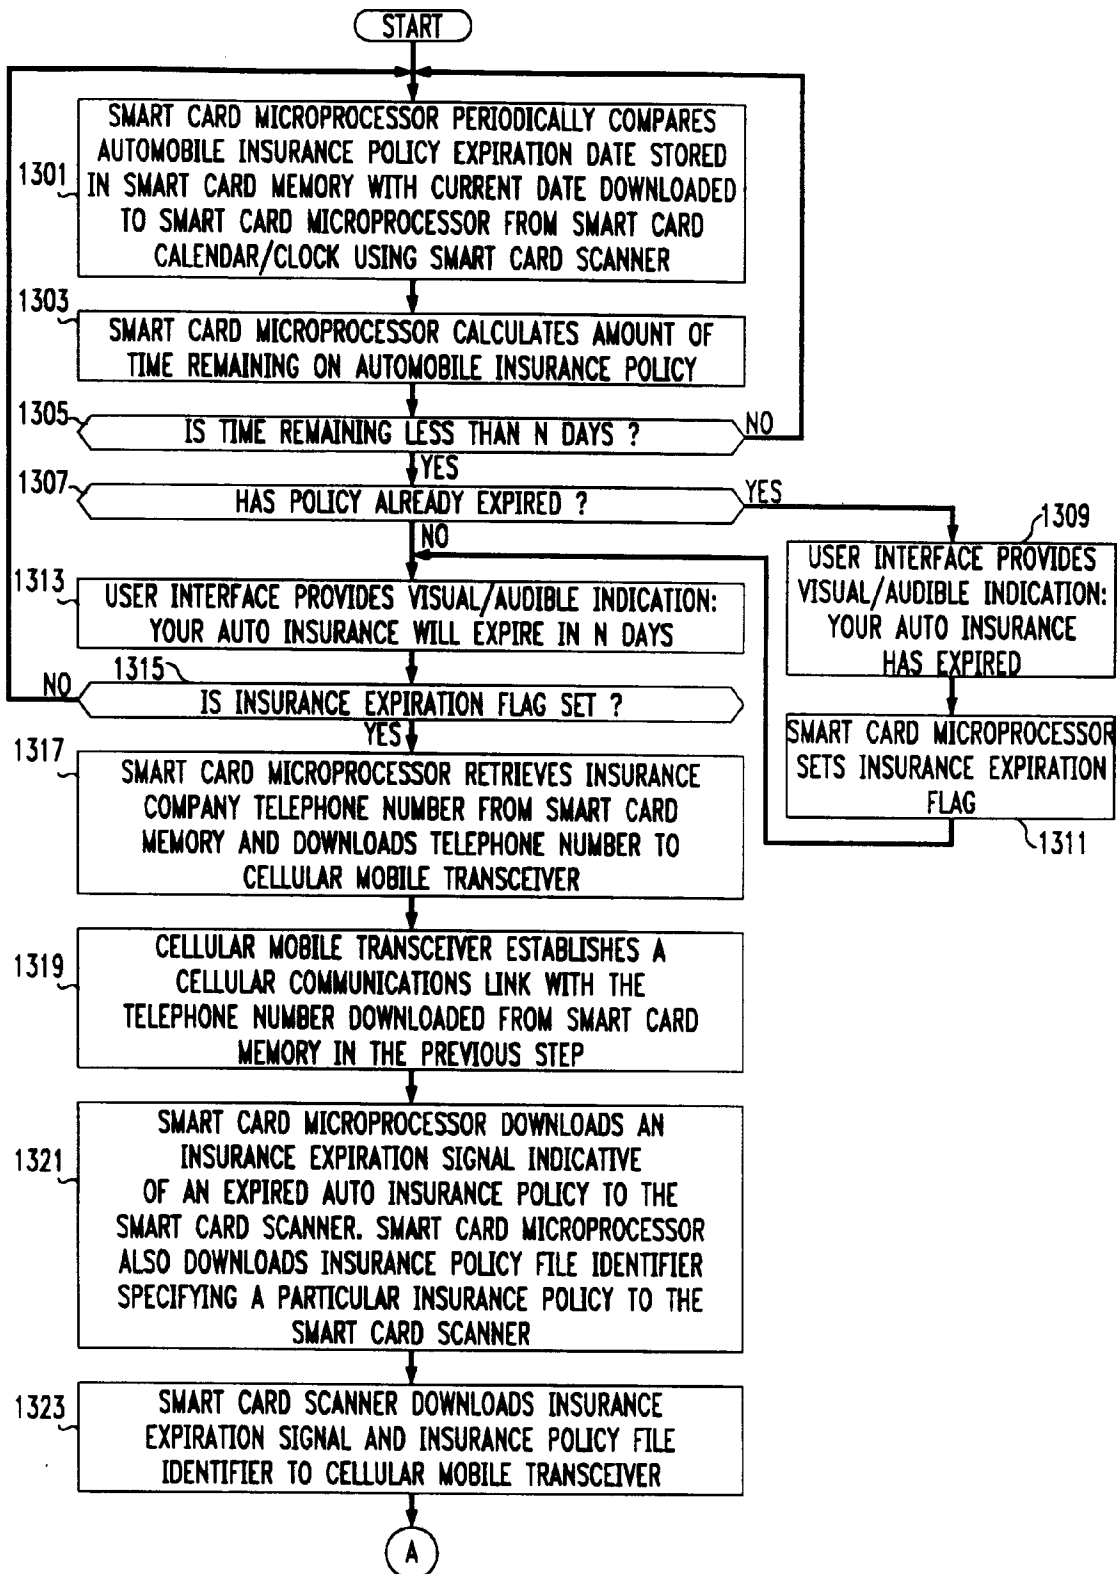 START
1301
SMART CARD MICROPROCESSOR PERIODICALLY COMPARES
AUTOMOBILE INSURANCE POLICY EXPIRATION DATE STORED
IN SMART CARD MEMORY WITH CURRENT DATE DOWNLOADED
TO SMART CARD MICROPROCESSOR FROM SMART CARD
CALENDAR/CLOCK USING SMART CARD SCANNER
1303
SMART CARD MICROPROCESSOR CALCULATES AMOUNT OF
TIME REMAINING ON AUTOMOBILE INSURANCE POLICY
1305
IS TIME REMAINING LESS THAN N DAYS ?
NO
YES
1307
HAS POLICY ALREADY EXPIRED ?
YES
NO
1309
USER INTERFACE PROVIDES
VISUAL/AUDIBLE INDICATION:
YOUR AUTO INSURANCE
HAS EXPIRED
SMART CARD MICROPROCESSOR
SETS INSURANCE EXPIRATION
FLAG
1311
1313
USER INTERFACE PROVIDES VISUAL/AUDIBLE INDICATION:
YOUR AUTO INSURANCE WILL EXPIRE IN N DAYS
1315
NO
IS INSURANCE EXPIRATION FLAG SET ?
YES
1317
SMART CARD MICROPROCESSOR RETRIEVES INSURANCE
COMPANY TELEPHONE NUMBER FROM SMART CARD
MEMORY AND DOWNLOADS TELEPHONE NUMBER TO
CELLULAR MOBILE TRANSCEIVER
1319
CELLULAR MOBILE TRANSCEIVER ESTABLISHES A
CELLULAR COMMUNICATIONS LINK WITH THE
TELEPHONE NUMBER DOWNLOADED FROM SMART CARD
MEMORY IN THE PREVIOUS STEP
1321
SMART CARD MICROPROCESSOR DOWNLOADS AN
INSURANCE EXPIRATION SIGNAL INDICATIVE
OF AN EXPIRED AUTO INSURANCE POLICY TO THE
SMART CARD SCANNER. SMART CARD MICROPROCESSOR
ALSO DOWNLOADS INSURANCE POLICY FILE IDENTIFIER
SPECIFYING A PARTICULAR INSURANCE POLICY TO THE
SMART CARD SCANNER
1323
SMART CARD SCANNER DOWNLOADS INSURANCE
EXPIRATION SIGNAL AND INSURANCE POLICY FILE
IDENTIFIER TO CELLULAR MOBILE TRANSCEIVER
A